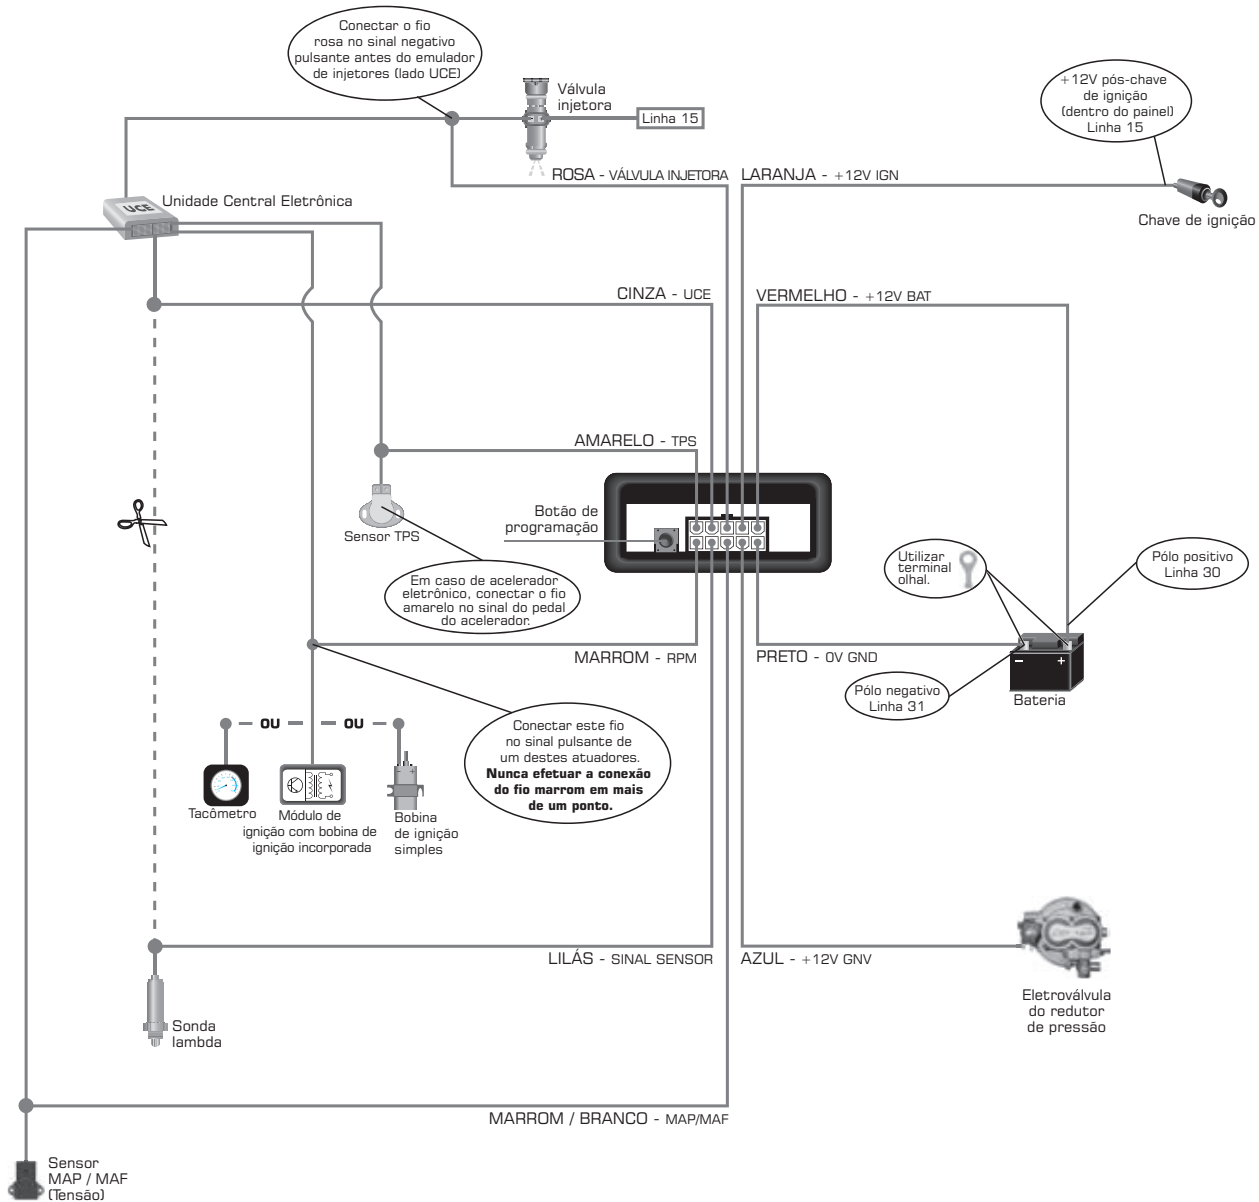 Conectar o fio
rosa no sinal negativo
pulsante antes do emulador
de injetores (lado UCE)
Válvula
injetora
Linha 15
+12V pós-chave
de ignição
(dentro do painel)
Linha 15
ROSA - VÁLVULA INJETORA
LARANJA - +12V IGN
Chave de ignição
UCE
Unidade Central Eletrônica
CINZA - UCE
VERMELHO - +12V BAT
AMARELO - TPS
Sensor TPS
Botão de
programação
Em caso de acelerador
eletrônico, conectar o fio
amarelo no sinal do pedal
do acelerador.
Utilizar
terminal
olhal.
Pólo positivo
Linha 30
MARROM - RPM
PRETO - 0V GND
- +
Bateria
Pólo negativo
Linha 31
OU
OU
Conectar este fio
no sinal pulsante de
um destes atuadores.
Nunca efetuar a conexão
do fio marrom em mais
de um ponto.
Tacômetro
Módulo de
ignição com bobina de
ignição incorporada
Bobina
de ignição
simples
LILÁS - SINAL SENSOR
AZUL - +12V GNV
Eletroválvula
do redutor
de pressão
Sonda
lambda
MARROM / BRANCO - MAP/MAF
Sensor
MAP / MAF
(Tensão)